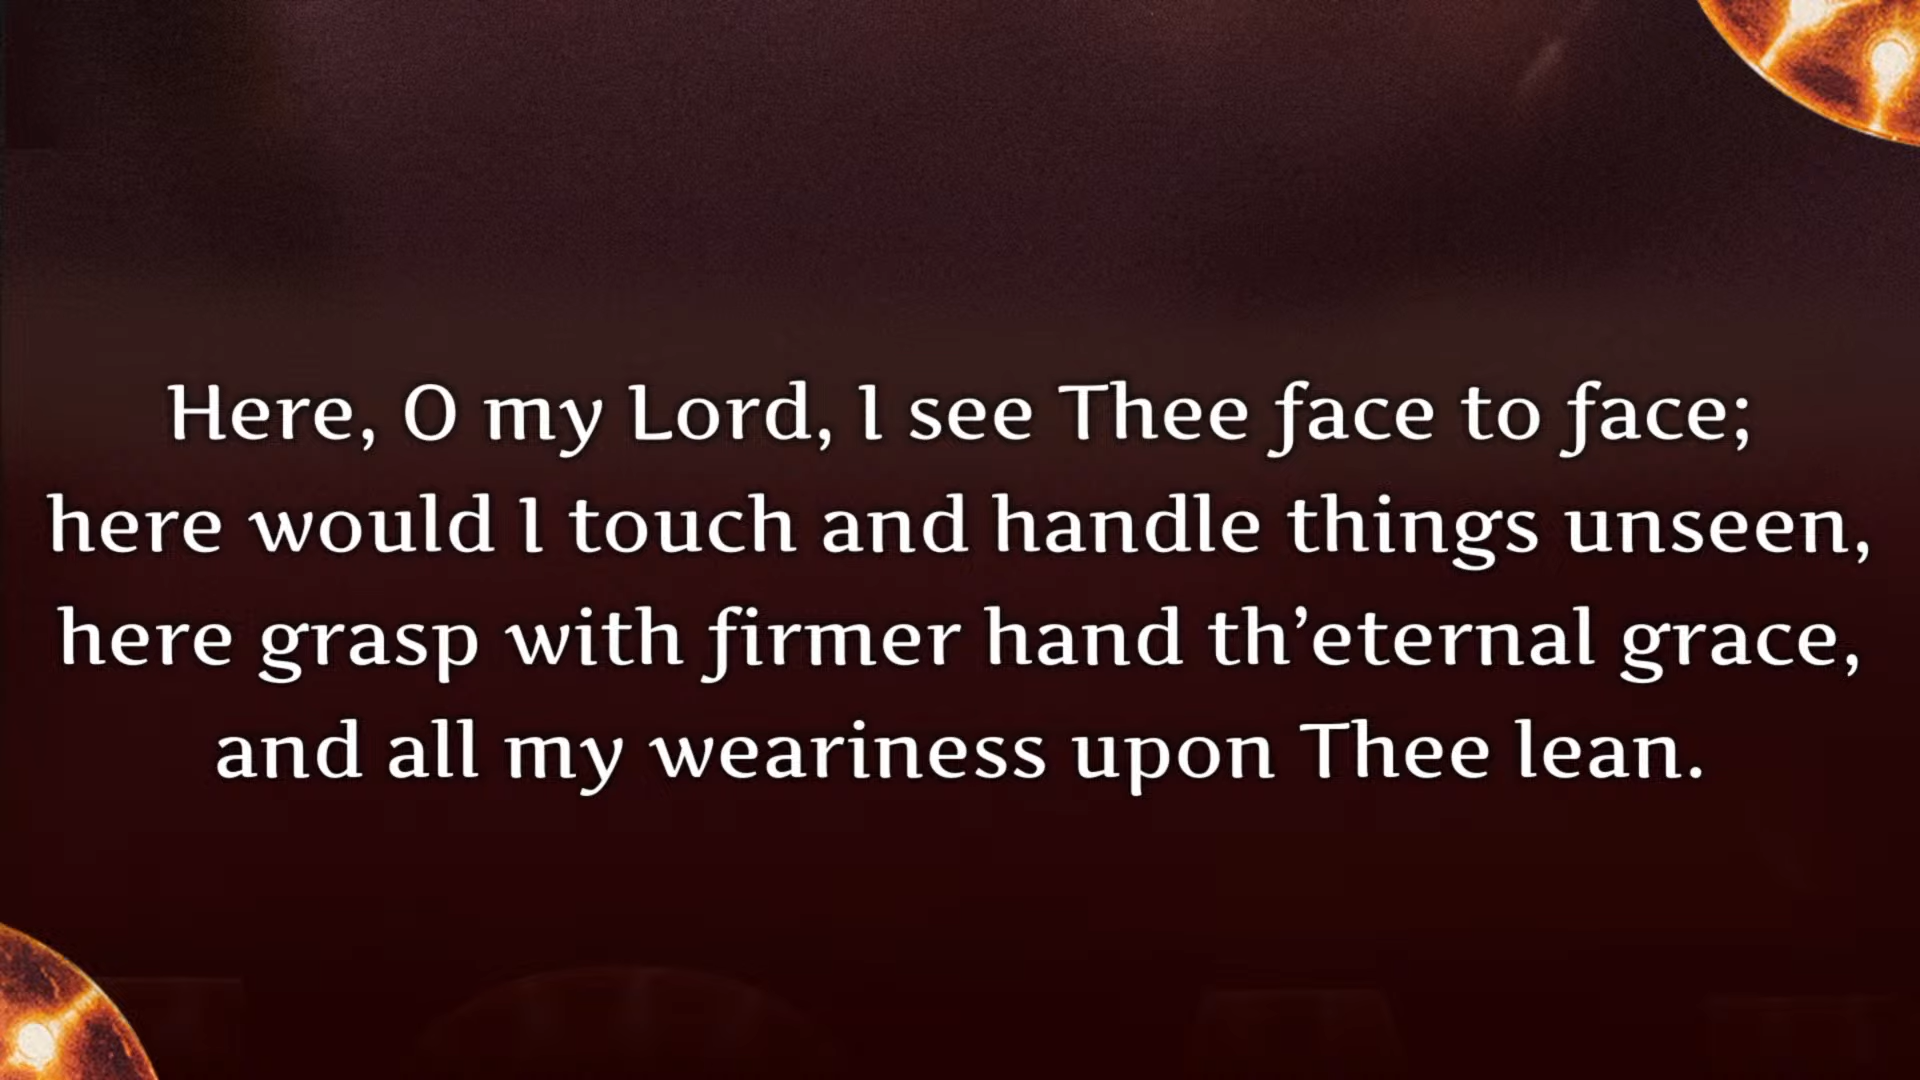 Here, O my Lord, I see Thee face to face;
here would I touch and handle things unseen,
here grasp with firmer hand th’eternal grace,
and all my weariness upon Thee lean.